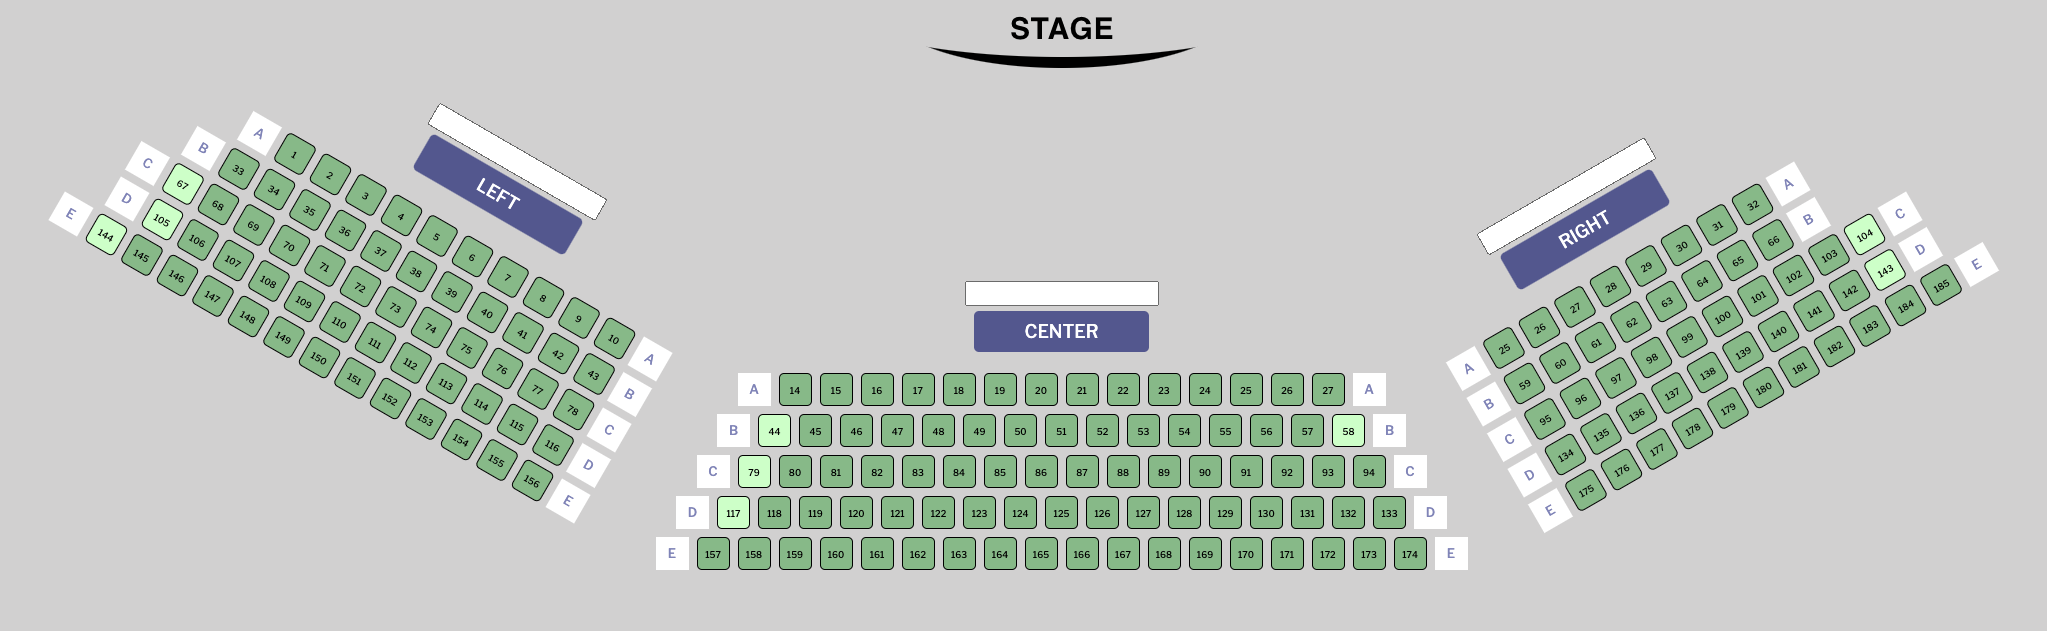 STAGE
LEFT
A 1 2 3 4 5 6 7 8 9 10 A
B 33 34 35 36 37 38 39 40 41 42 43 B
C 67 68 69 70 71 72 73 74 75 76 77 78 C
D 105 106 107 108 109 110 111 112 113 114 115 116 D
E 144 145 146 147 148 149 150 151 152 153 154 155 156 E
CENTER
A 14 15 16 17 18 19 20 21 22 23 24 25 26 27 A
B 44 45 46 47 48 49 50 51 52 53 54 55 56 57 58 B
C 79 80 81 82 83 84 85 86 87 88 89 90 91 92 93 94 C
D 117 118 119 120 121 122 123 124 125 126 127 128 129 130 131 132 133 D
E 157 158 159 160 161 162 163 164 165 166 167 168 169 170 171 172 173 174 E
RIGHT
A 25 26 27 28 29 30 31 32 A
B 59 60 61 62 63 64 65 66 B
C 95 96 97 98 99 100 101 102 103 104 C
D 134 135 136 137 138 139 140 141 142 143 D
E 175 176 177 178 179 180 181 182 183 184 185 E